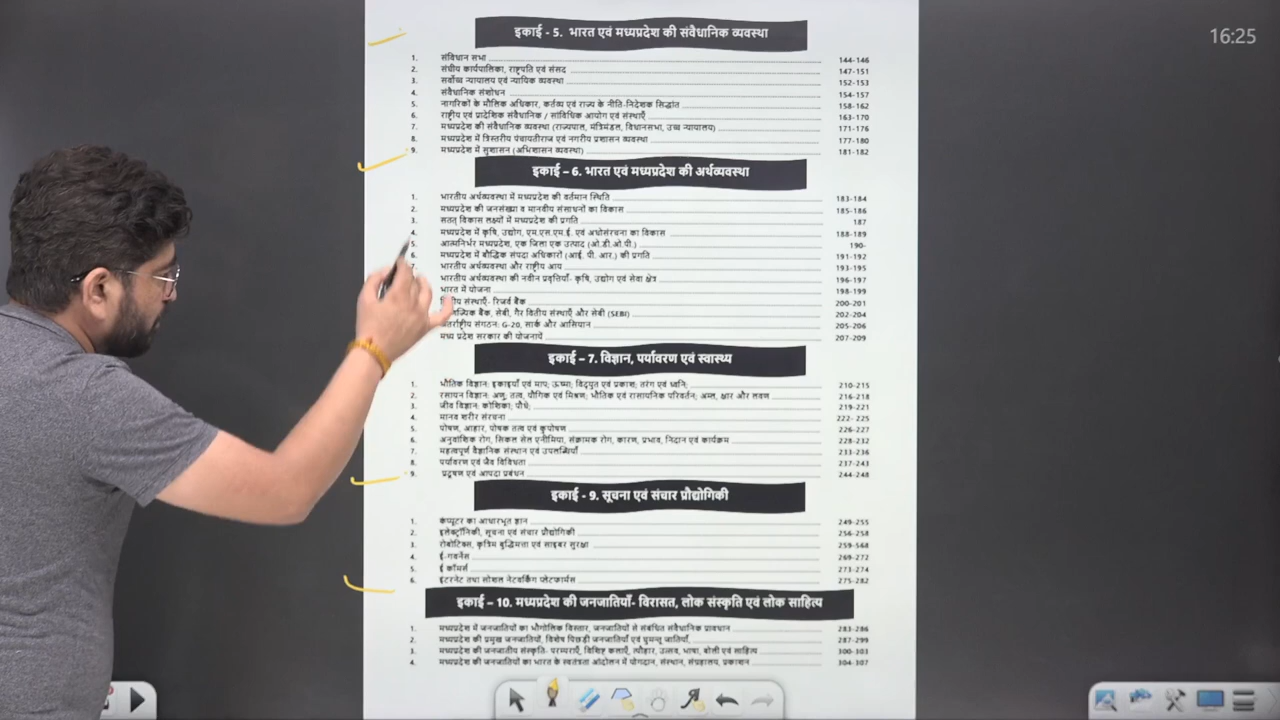 16:25
इकाई - 5. भारत एवं मध्यप्रदेश की संवैधानिक व्यवस्था
1. संविधान सभा 144-146
2. संघीय कार्यपालिका, राष्ट्रपति एवं संसद 147-151
3. सर्वोच्च न्यायालय एवं न्यायिक व्यवस्था 152-153
4. संवैधानिक संशोधन 154-157
5. नागरिकों के मौलिक अधिकार, कर्तव्य एवं राज्य के नीति-निदेशक सिद्धांत 158-162
6. राष्ट्रीय एवं प्रादेशिक संवैधानिक / सांविधिक आयोग एवं संस्थाएँ 163-170
7. मध्यप्रदेश की संवैधानिक व्यवस्था (राज्यपाल, मंत्रिमंडल, विधानसभा, उच्च न्यायालय) 171-176
8. मध्यप्रदेश में त्रिस्तरीय पंचायतीराज एवं नगरीय प्रशासन व्यवस्था 177-180
9. मध्यप्रदेश में सुशासन (अभिशासन व्यवस्था) 181-182
इकाई – 6. भारत एवं मध्यप्रदेश की अर्थव्यवस्था
1. भारतीय अर्थव्यवस्था में मध्यप्रदेश की वर्तमान स्थिति 183-184
2. मध्यप्रदेश की जनसंख्या व मानवीय संसाधनों का विकास 185-186
3. सतत् विकास लक्ष्यों में मध्यप्रदेश की प्रगति 187
4. मध्यप्रदेश में कृषि, उद्योग, एम.एस.एम.ई. एवं अधोसंरचना का विकास 188-189
5. आत्मनिर्भर मध्यप्रदेश, एक जिला एक उत्पाद (ओ.डी.ओ.पी.) 190-
6. मध्यप्रदेश में बौद्धिक संपदा अधिकारों (आई. पी. आर.) की प्रगति 191-192
7. भारतीय अर्थव्यवस्था और राष्ट्रीय आय 193-195
भारतीय अर्थव्यवस्था की नवीन प्रवृत्तियाँ- कृषि, उद्योग एवं सेवा क्षेत्र 196-197
भारत में योजना 198-199
संस्थाएँ- रिजर्व बैंक 200-201
बैंक, सेबी, गैर वित्तीय संस्थाएँ और सेबी (SEBI) 202-204
संगठन: G-20, सार्क और आसियान 205-206
मध्य प्रदेश सरकार की योजनायें 207-209
इकाई – 7. विज्ञान, पर्यावरण एवं स्वास्थ्य
1. भौतिक विज्ञान: इकाइयाँ एवं माप; ऊष्मा; विद्युत एवं प्रकाश; तरंग एवं ध्वनि; 210-215
2. रसायन विज्ञान: अणु, तत्व, यौगिक एवं मिश्रण; भौतिक एवं रासायनिक परिवर्तन; अम्ल, क्षार और लवण 216-218
3. जीव विज्ञान: कोशिका; पौधे; 219-221
4. मानव शरीर संरचना 222- 225
5. पोषण, आहार, पोषक तत्व एवं कुपोषण 226-227
6. अनुवांशिक रोग, सिकल सेल एनीमिया, संक्रामक रोग, कारण, प्रभाव, निदान एवं कार्यक्रम 228-232
7. महत्वपूर्ण वैज्ञानिक संस्थान एवं उपलब्धियाँ 233-236
8. पर्यावरण एवं जैव विविधता 237-243
9. प्रदूषण एवं आपदा प्रबंधन 244-248
इकाई - 9. सूचना एवं संचार प्रौद्योगिकी
1. कंप्यूटर का आधारभूत ज्ञान 249-255
2. इलेक्ट्रॉनिकी, सूचना एवं संचार प्रौद्योगिकी 256-258
3. रोबोटिक्स, कृत्रिम बुद्धिमत्ता एवं साइबर सुरक्षा 259-568
4. ई-गवर्नेंस 269-272
5. ई कॉमर्स 273-274
6. इंटरनेट तथा सोशल नेटवर्किंग प्लेटफार्मस 275-282
इकाई – 10. मध्यप्रदेश की जनजातियाँ- विरासत, लोक संस्कृति एवं लोक साहित्य
1. मध्यप्रदेश में जनजातियों का भौगोलिक विस्तार, जनजातियों से संबंधित संवैधानिक प्रावधान 283-286
2. मध्यप्रदेश की प्रमुख जनजातियाँ, विशेष पिछड़ी जनजातियाँ एवं घुमन्तू जातियाँ, 287-299
3. मध्यप्रदेश की जनजातीय संस्कृति- परम्पराएँ, विशिष्ट कलाएँ, त्यौहार, उत्सव, भाषा, बोली एवं साहित्य 300-303
4. मध्यप्रदेश की जनजातियों का भारत के स्वतंत्रता आंदोलन में योगदान, संस्थान, संग्रहालय, प्रकाशन 304-307